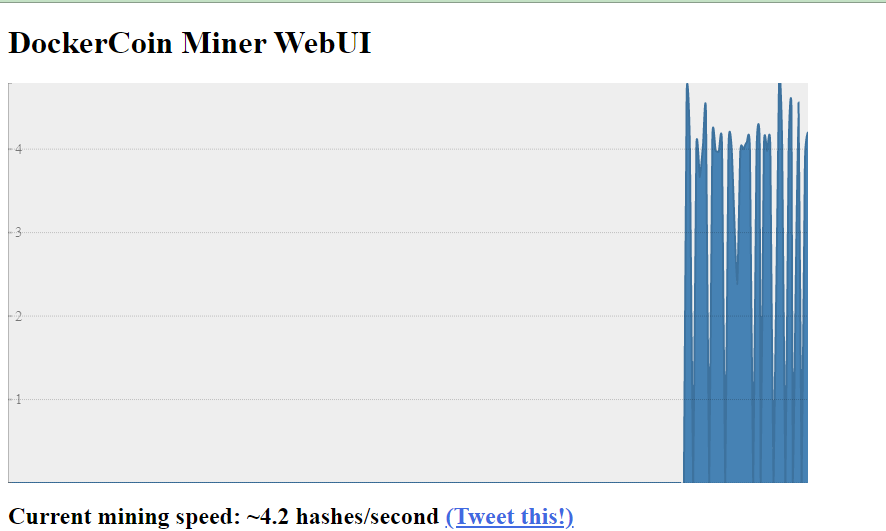 DockerCoin Miner WebUI
4
3
2
1
Current mining speed: ~4.2 hashes/second (Tweet this!)